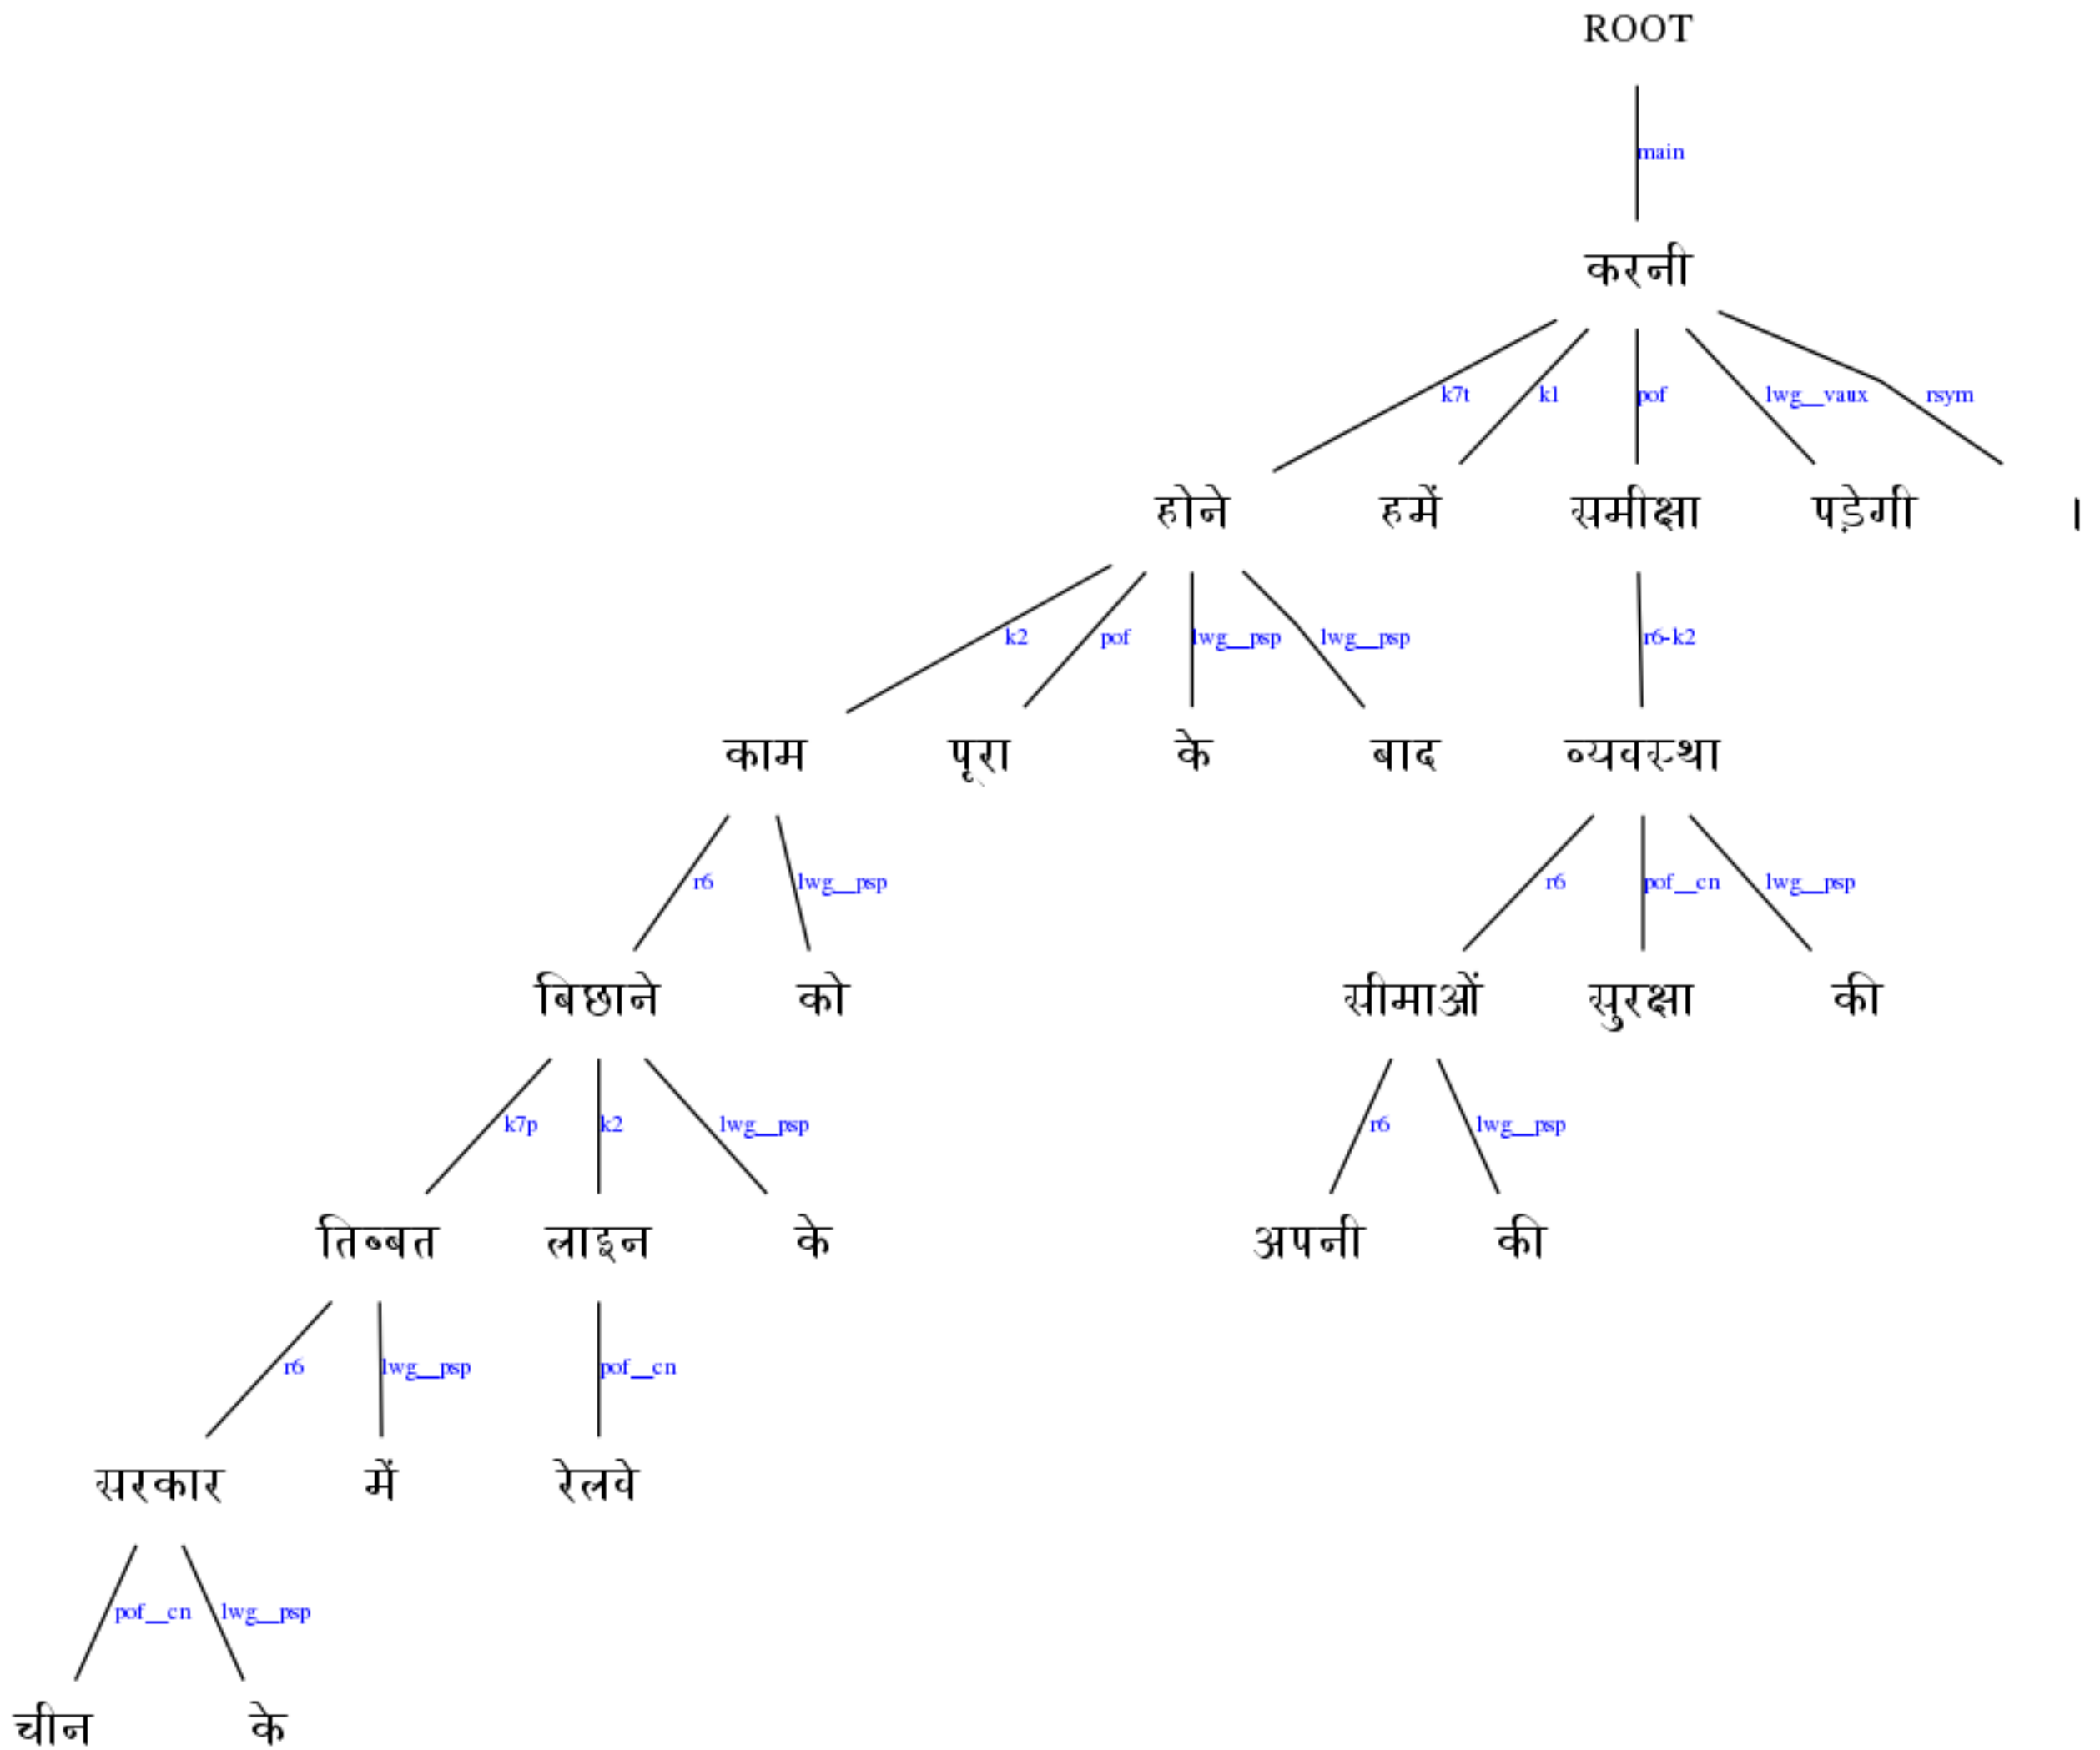 ROOT
main
करनी
k7t k1 pof lwg__vaux rsym
होने हमें समीक्षा पड़ेगी ।
k2 pof lwg__psp lwg__psp r6-k2
काम पूरा के बाद व्यवस्था
r6 lwg__psp r6 pof__cn lwg__psp
बिछाने को सीमाओं सुरक्षा की
k7p k2 lwg__psp r6 lwg__psp
तिब्बत लाइन के अपनी की
r6 lwg__psp pof__cn
सरकार में रेलवे
pof__cn lwg__psp
चीन के